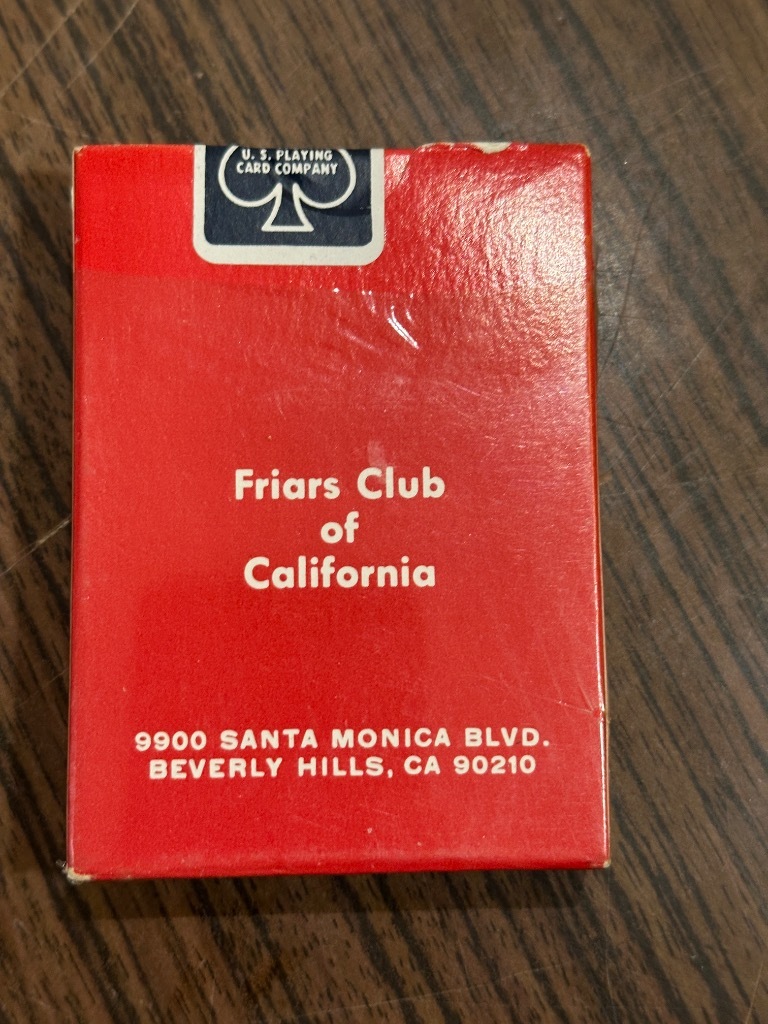 U. S. PLAYING
CARD COMPANY
Friars Club
of
California
9900 SANTA MONICA BLVD.
BEVERLY HILLS, CA 90210